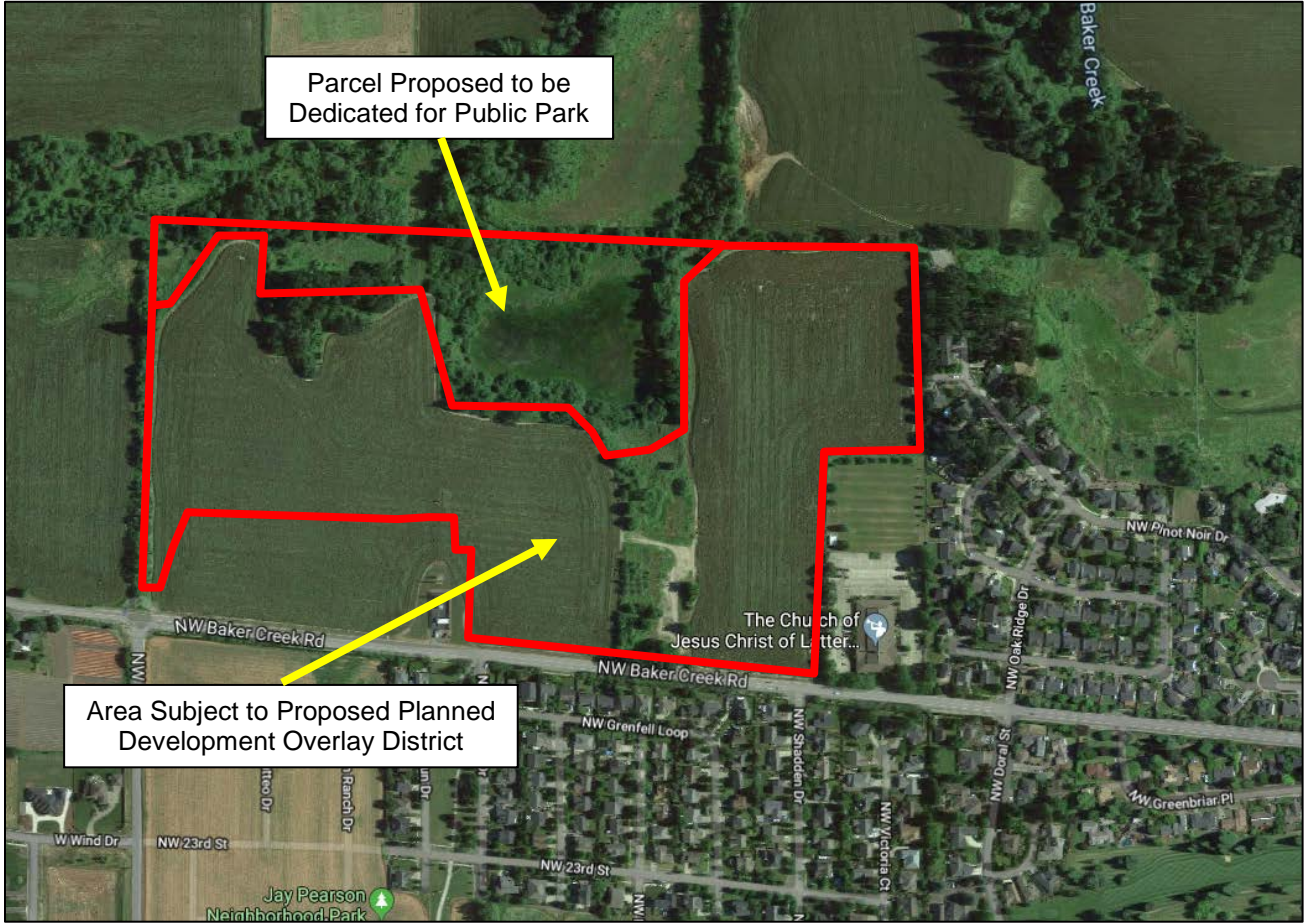 Baker Creek
Parcel Proposed to be
Dedicated for Public Park
NW Pinot Noir Dr
The Church of
Jesus Christ of Latter...
NW Oak Ridge Dr
NW Baker Creek Rd
NW Baker Creek Rd
NW
Area Subject to Proposed Planned
Development Overlay District
NW Grenfell Loop
NW Shadden Dr
NW Victoria Ct
NW Doral St
NW Greenbriar Pl
W Wind Dr
NW 23rd St
NW 23rd St
Jay Pearson
Neighborhood Park